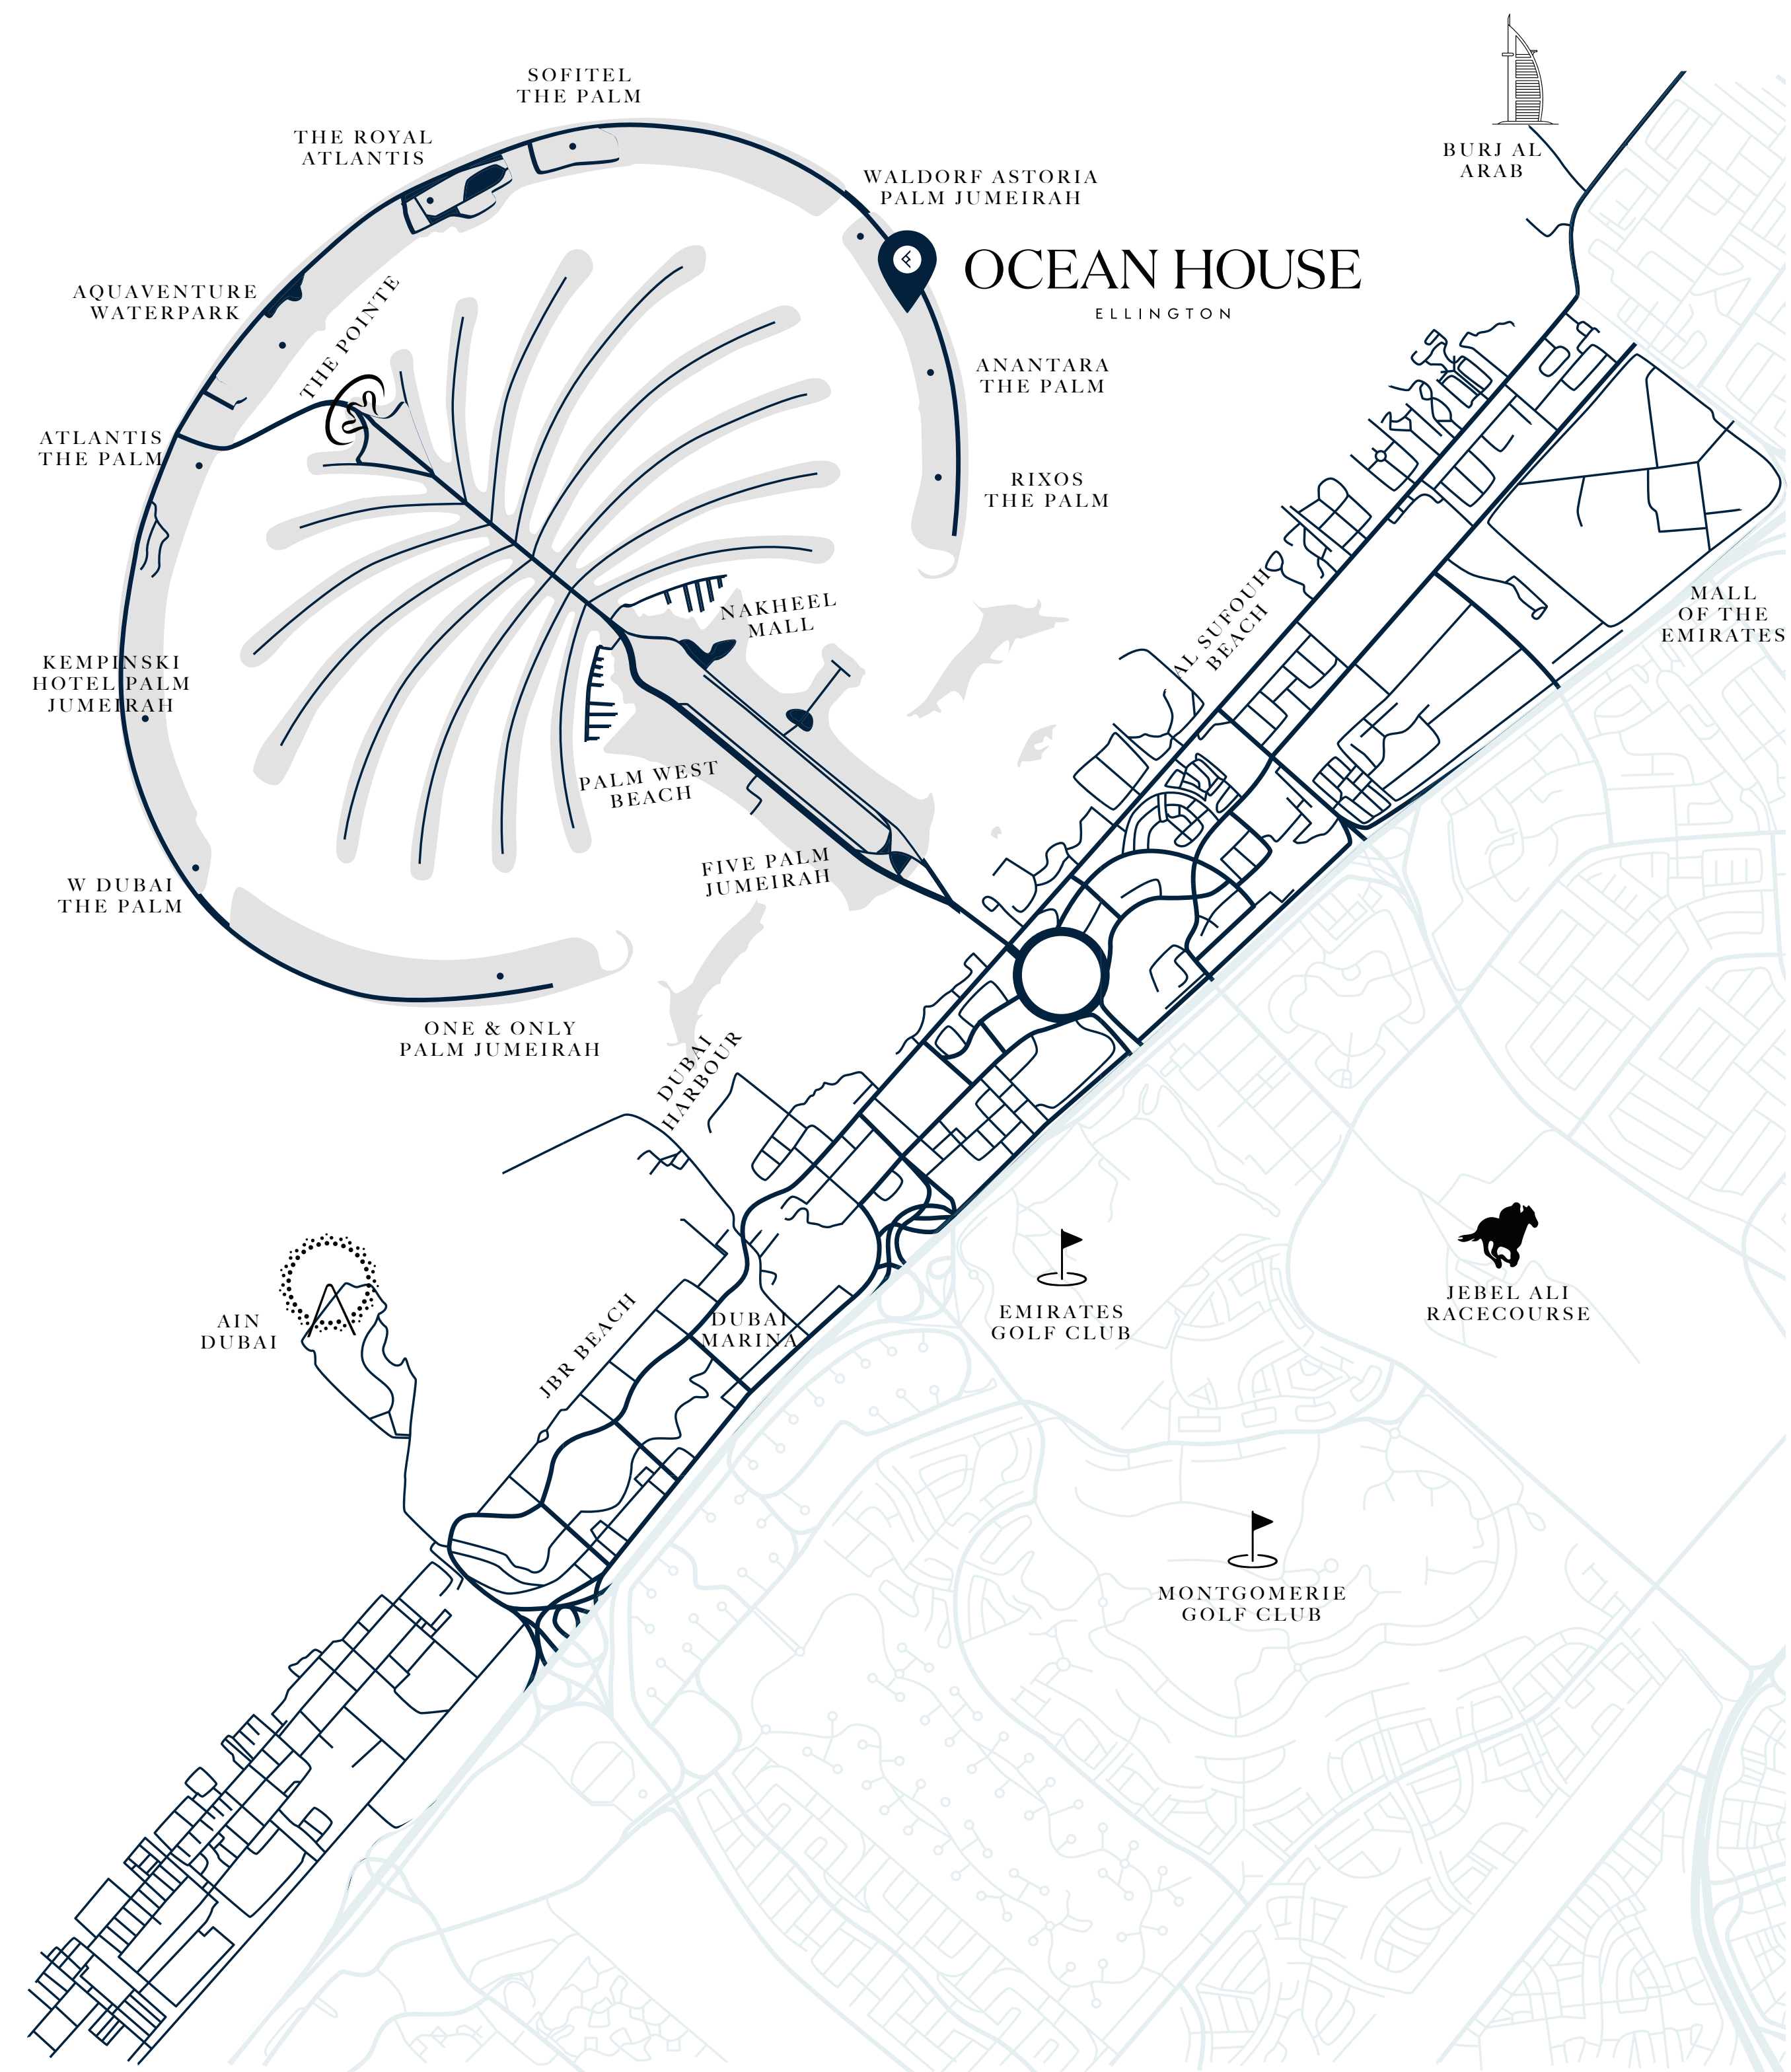 SOFITEL
THE PALM
THE ROYAL
ATLANTIS
BURJ AL
ARAB
WALDORF ASTORIA
PALM JUMEIRAH
OCEAN HOUSE
ELLINGTON
AQUAVENTURE
WATERPARK
THE POINTE
ANANTARA
THE PALM
ATLANTIS
THE PALM
RIXOS
THE PALM
AL SUFOUH
BEACH
MALL
OF THE
EMIRATES
NAKHEEL
MALL
KEMPINSKI
HOTEL PALM
JUMEIRAH
PALM WEST
BEACH
FIVE PALM
JUMEIRAH
W DUBAI
THE PALM
ONE & ONLY
PALM JUMEIRAH
DUBAI
HARBOUR
AIN
DUBAI
JBR BEACH
DUBAI
MARINA
EMIRATES
GOLF CLUB
JEBEL ALI
RACECOURSE
MONTGOMERIE
GOLF CLUB